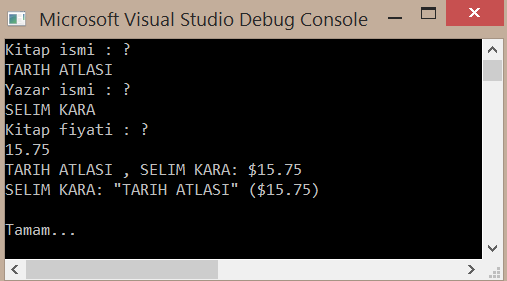 Microsoft Visual Studio Debug Console
Kitap ismi : ?
TARIH ATLASI
Yazar ismi : ?
SELIM KARA
Kitap fiyati : ?
15.75
TARIH ATLASI , SELIM KARA: $15.75
SELIM KARA: "TARIH ATLASI" ($15.75)
Tamam...